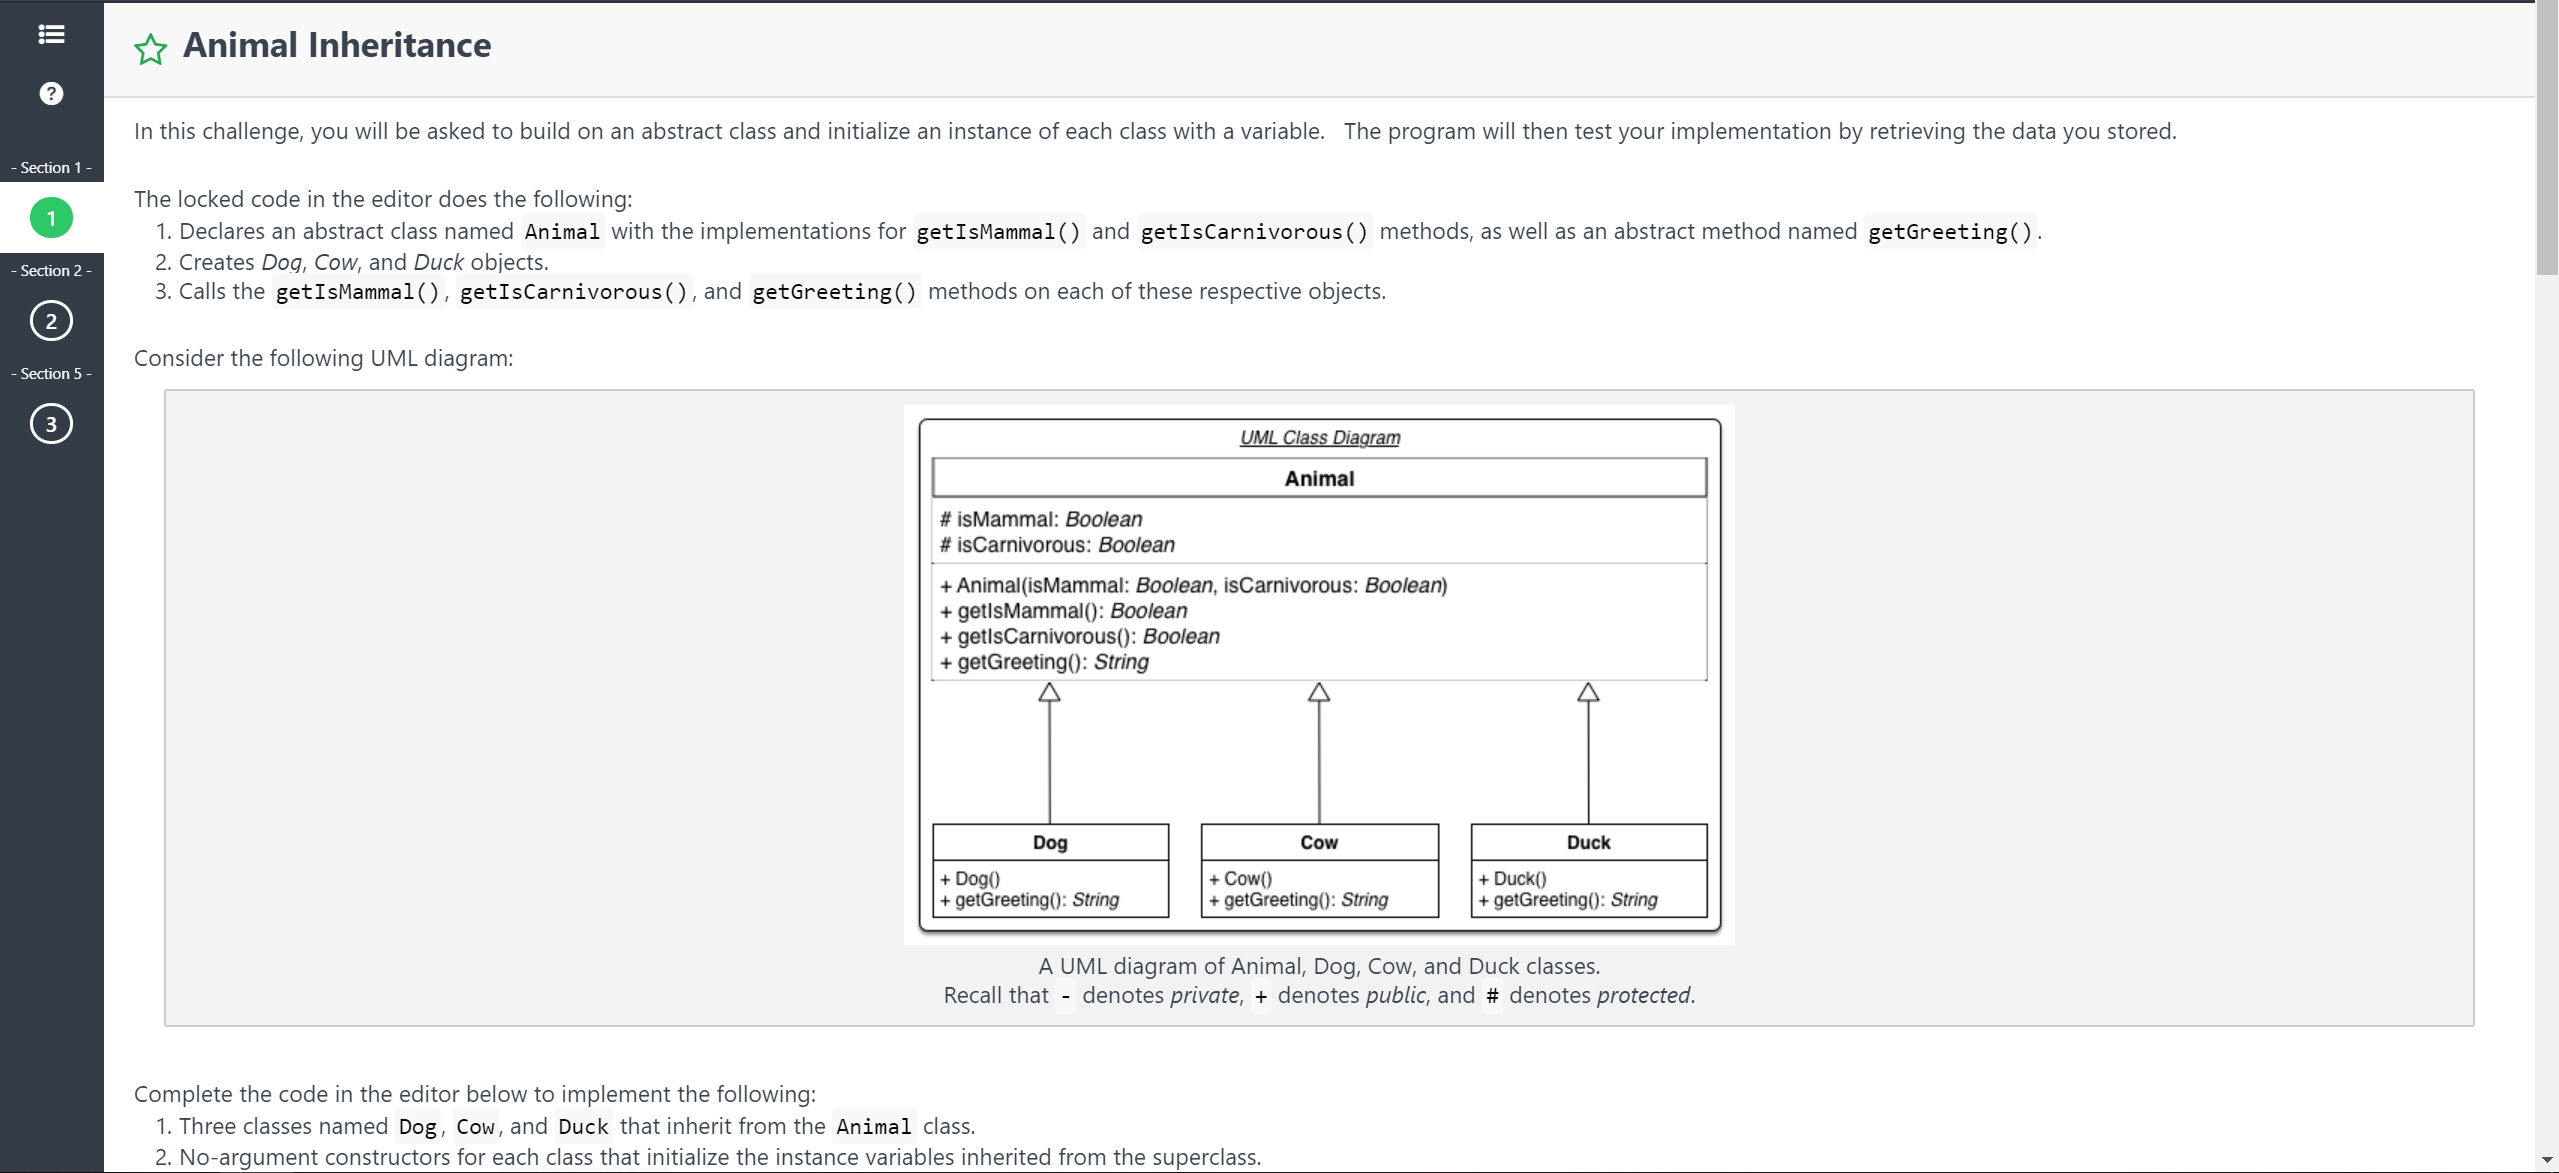 Animal Inheritance
?
- Section 1 -
1
- Section 2 -
2
- Section 5 -
3
In this challenge, you will be asked to build on an abstract class and initialize an instance of each class with a variable. The program will then test your implementation by retrieving the data you stored.
The locked code in the editor does the following:
1. Declares an abstract class named Animal with the implementations for getIsMammal() and getIsCarnivorous() methods, as well as an abstract method named getGreeting().
2. Creates Dog, Cow, and Duck objects.
3. Calls the getIsMammal(), getIsCarnivorous(), and getGreeting() methods on each of these respective objects.
Consider the following UML diagram:
UML Class Diagram
Animal
# isMammal: Boolean
# isCarnivorous: Boolean
+ Animal(isMammal: Boolean, isCarnivorous: Boolean)
+ getIsMammal(): Boolean
+ getIsCarnivorous(): Boolean
+ getGreeting(): String
Dog
+ Dog()
+ getGreeting(): String
Cow
+ Cow()
+ getGreeting(): String
Duck
+ Duck()
+ getGreeting(): String
A UML diagram of Animal, Dog, Cow, and Duck classes.
Recall that - denotes private, + denotes public, and # denotes protected.
Complete the code in the editor below to implement the following:
1. Three classes named Dog, Cow, and Duck that inherit from the Animal class.
2. No-argument constructors for each class that initialize the instance variables inherited from the superclass.